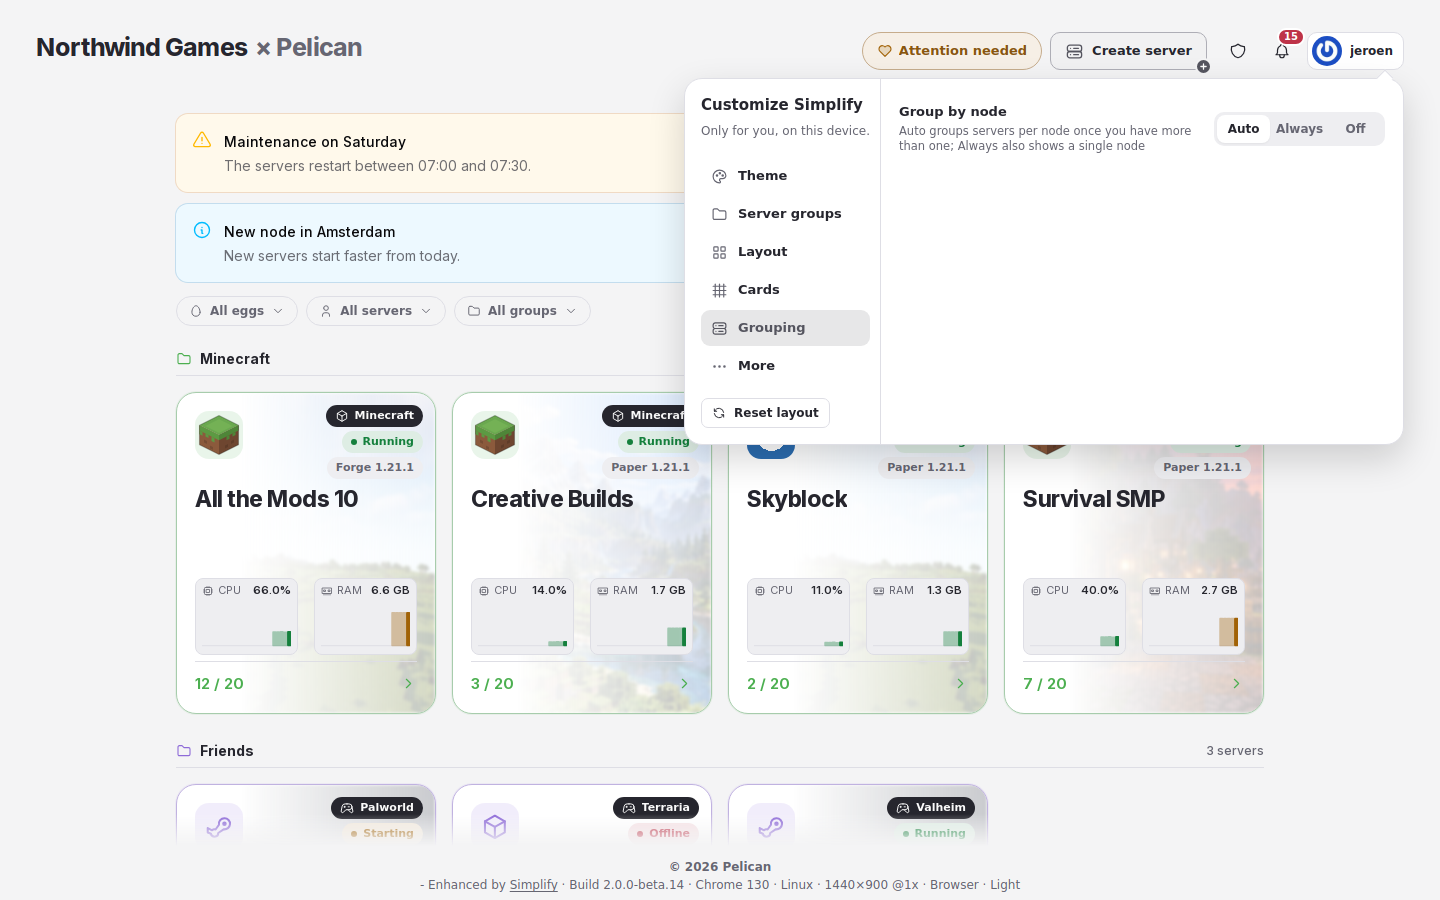 Northwind Games × Pelican
Attention needed
Create server
15
jeroen
Maintenance on Saturday
The servers restart between 07:00 and 07:30.
New node in Amsterdam
New servers start faster from today.
All eggs
All servers
All groups
Customize Simplify
Only for you, on this device.
Theme
Server groups
Layout
Cards
Grouping
More
Reset layout
Group by node
Auto groups servers per node once you have more
than one; Always also shows a single node
Auto
Always
Off
Minecraft
Minecraft
Running
Forge 1.21.1
All the Mods 10
CPU 66.0%
RAM 6.6 GB
12 / 20
Minecraft
Running
Paper 1.21.1
Creative Builds
CPU 14.0%
RAM 1.7 GB
3 / 20
Paper 1.21.1
Skyblock
CPU 11.0%
RAM 1.3 GB
2 / 20
Paper 1.21.1
Survival SMP
CPU 40.0%
RAM 2.7 GB
7 / 20
Friends
3 servers
Palworld
Starting
Terraria
Offline
Valheim
Running
© 2026 Pelican
- Enhanced by Simplify · Build 2.0.0-beta.14 · Chrome 130 · Linux · 1440×900 @1x · Browser · Light